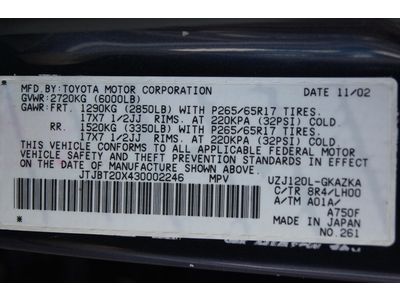 MFD.BY:TOYOTA MOTOR CORPORATION DATE 11/02
GVWR:2720KG (6000LB)
GAWR:FRT. 1290KG (2850LB) WITH P265/65R17 TIRES.
17X7 1/2JJ RIMS. AT 220KPA (32PSI) COLD.
RR. 1520KG (3350LB) WITH P265/65R17 TIRES.
17X7 1/2JJ RIMS. AT 220KPA (32PSI) COLD.
THIS VEHICLE CONFORMS TO ALL APPLICABLE FEDERAL MOTOR
VEHICLE SAFETY AND THEFT PREVENTION STANDARDS IN EFFECT ON
THE DATE OF MANUFACTURE SHOWN ABOVE.
JTJBT20X430002246 MPV UZJ120L-GKAZKA
C/TR 8R4/LH00
A/TM A01A/
A750F
MADE IN JAPAN
NO.261